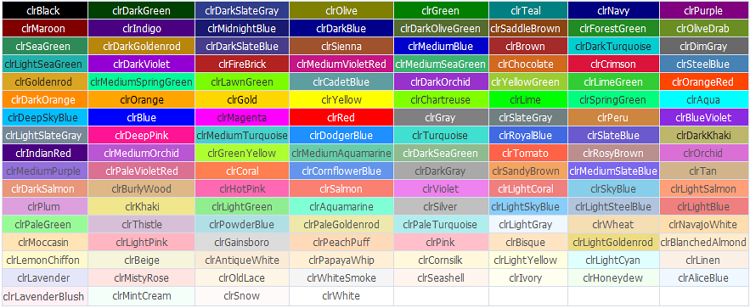 clrBlack clrDarkGreen clrDarkSlateGray clrOlive clrGreen clrTeal clrNavy clrPurple
clrMaroon clrIndigo clrMidnightBlue clrDarkBlue clrDarkOliveGreen clrSaddleBrown clrForestGreen clrOliveDrab
clrSeaGreen clrDarkGoldenrod clrDarkSlateBlue clrSienna clrMediumBlue clrBrown clrDarkTurquoise clrDimGray
clrLightSeaGreen clrDarkViolet clrFireBrick clrMediumVioletRed clrMediumSeaGreen clrChocolate clrCrimson clrSteelBlue
clrGoldenrod clrMediumSpringGreen clrLawnGreen clrCadetBlue clrDarkOrchid clrYellowGreen clrLimeGreen clrOrangeRed
clrDarkOrange clrOrange clrGold clrYellow clrChartreuse clrLime clrSpringGreen clrAqua
clrDeepSkyBlue clrBlue clrMagenta clrRed clrGray clrSlateGray clrPeru clrBlueViolet
clrLightSlateGray clrDeepPink clrMediumTurquoise clrDodgerBlue clrTurquoise clrRoyalBlue clrSlateBlue clrDarkKhaki
clrIndianRed clrMediumOrchid clrGreenYellow clrMediumAquamarine clrDarkSeaGreen clrTomato clrRosyBrown clrOrchid
clrMediumPurple clrPaleVioletRed clrCoral clrCornflowerBlue clrDarkGray clrSandyBrown clrMediumSlateBlue clrTan
clrDarkSalmon clrBurlyWood clrHotPink clrSalmon clrViolet clrLightCoral clrSkyBlue clrLightSalmon
clrPlum clrKhaki clrLightGreen clrAquamarine clrSilver clrLightSkyBlue clrLightSteelBlue clrLightBlue
clrPaleGreen clrThistle clrPowderBlue clrPaleGoldenrod clrPaleTurquoise clrLightGray clrWheat clrNavajoWhite
clrMoccasin clrLightPink clrGainsboro clrPeachPuff clrPink clrBisque clrLightGoldenrod clrBlanchedAlmond
clrLemonChiffon clrBeige clrAntiqueWhite clrPapayaWhip clrCornsilk clrLightYellow clrLightCyan clrLinen
clrLavender clrMistyRose clrOldLace clrWhiteSmoke clrSeashell clrIvory clrHoneydew clrAliceBlue
clrLavenderBlush clrMintCream clrSnow clrWhite